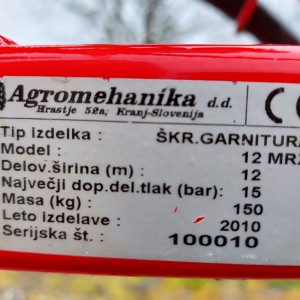 Agromehanika d.d.
Hrastje 52a; Kranj-Slovenija
Tip izdelka : ŠKR.GARNITURA
Model : 12 MRX
Delov.širina (m) : 12
Največji dop.del.tlak (bar): 15
Masa (kg) : 150
Leto izdelave : 2010
Serijska št. : 100010